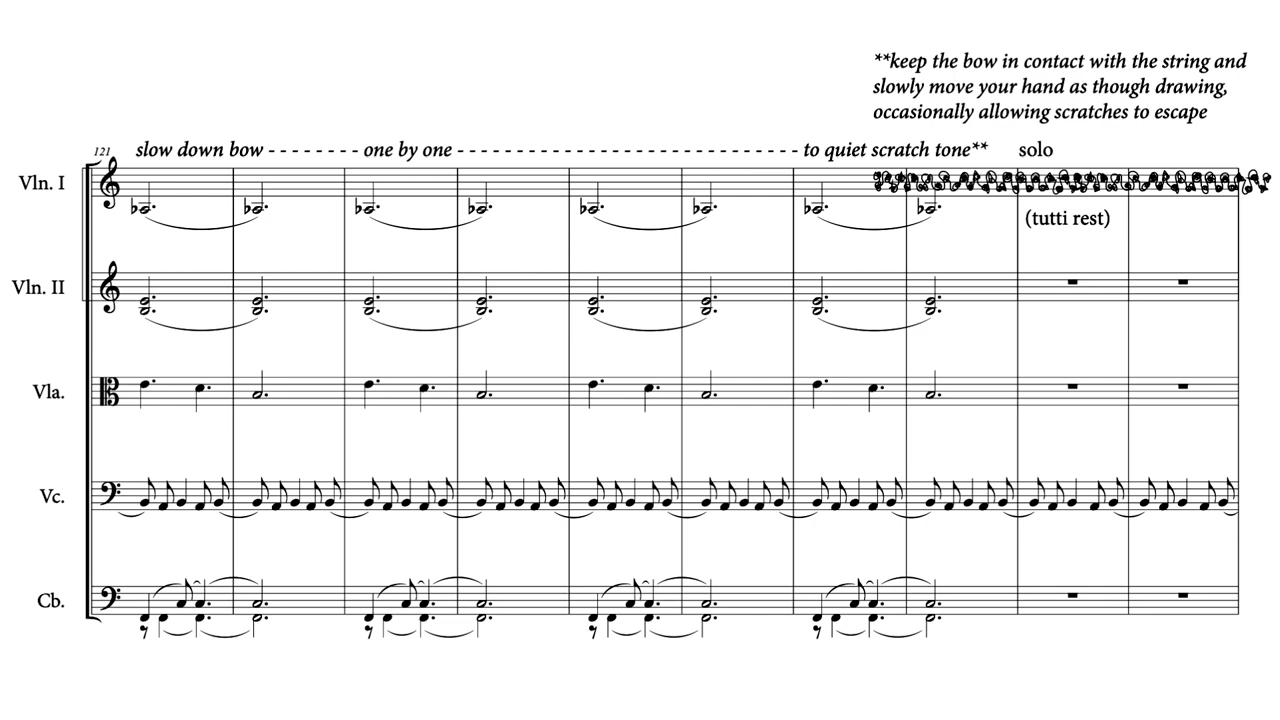 **keep the bow in contact with the string and
slowly move your hand as though drawing,
occasionally allowing scratches to escape
121
slow down bow - - - - - - - - one by one - - - - - - - - - - - - - - - - - - - - - - - - - - - - - - to quiet scratch tone**
solo
Vln. I
(tutti rest)
Vln. II
Vla.
Vc.
Cb.